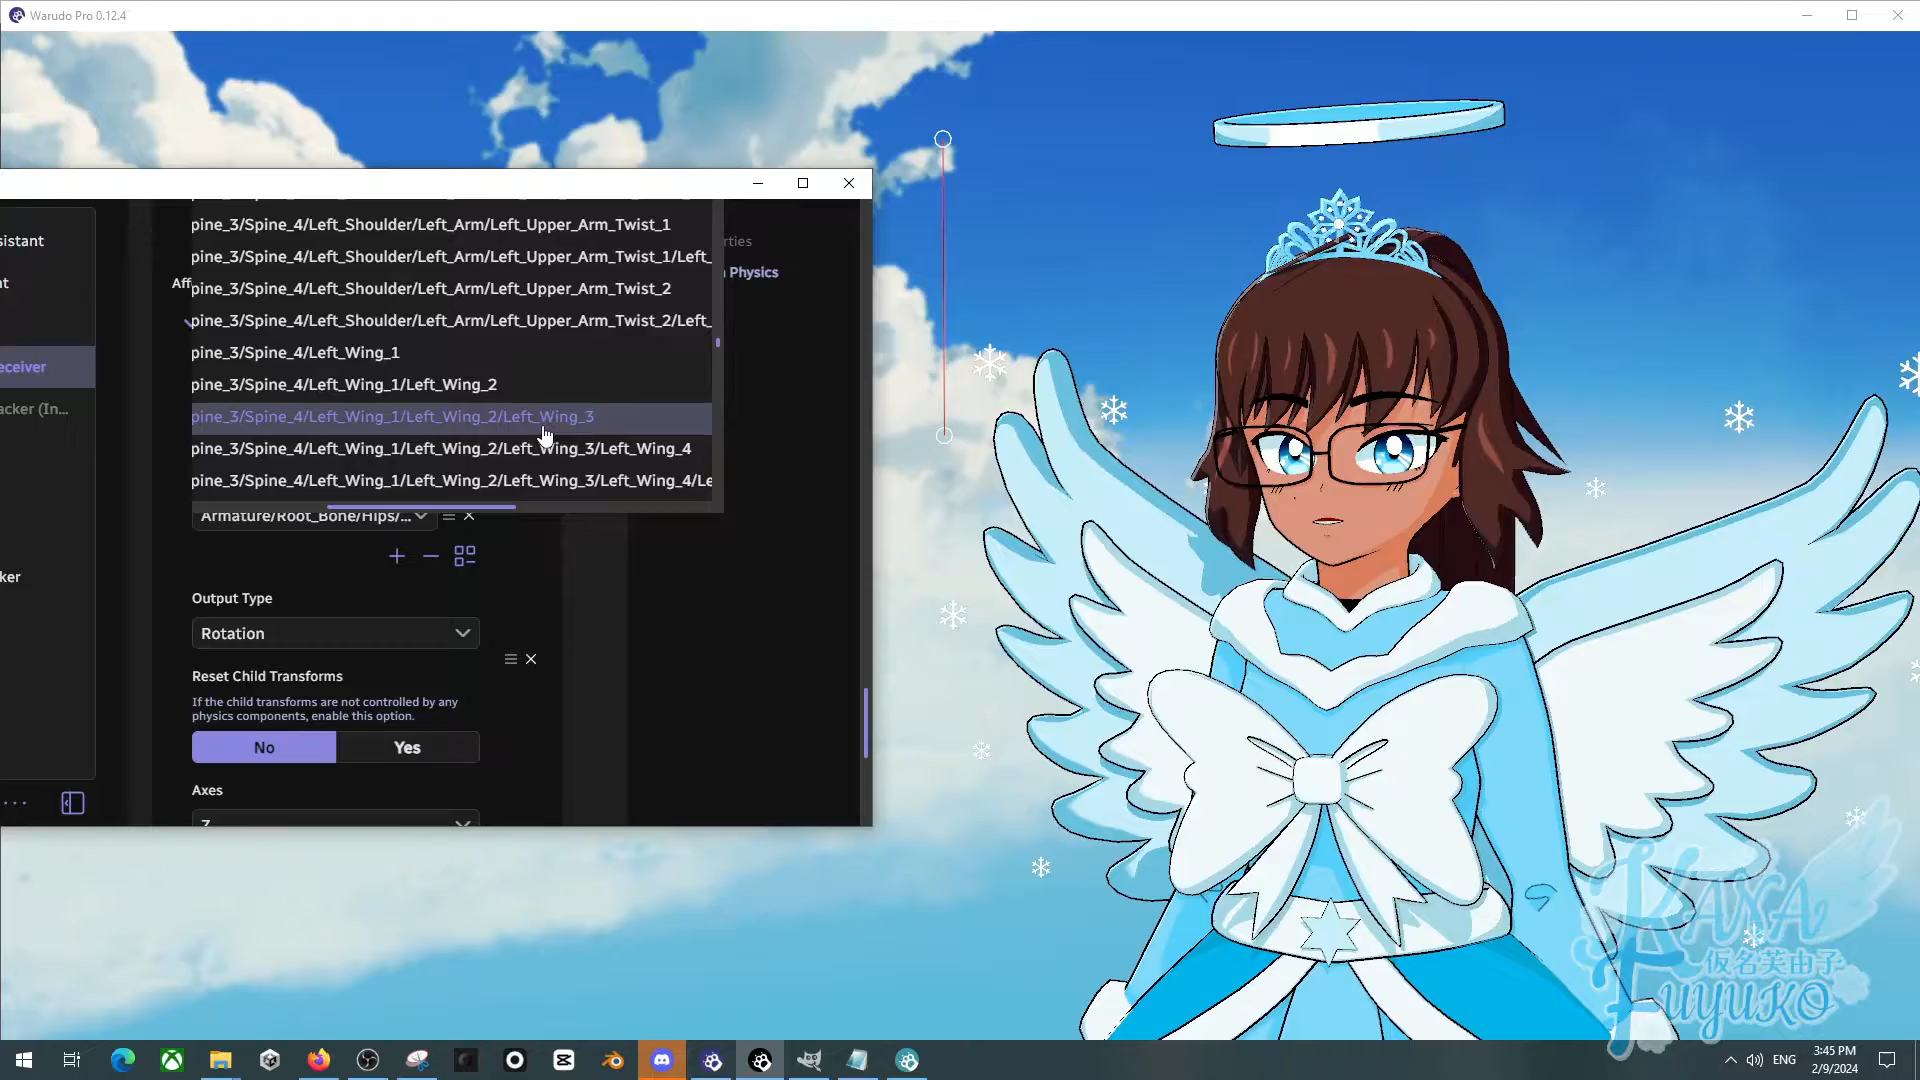 Warudo Pro 0.12.4
pine_3/Spine_4/Left_Shoulder/Left_Arm/Left_Upper_Arm_Twist_1
pine_3/Spine_4/Left_Shoulder/Left_Arm/Left_Upper_Arm_Twist_1/Left_
pine_3/Spine_4/Left_Shoulder/Left_Arm/Left_Upper_Arm_Twist_2
pine_3/Spine_4/Left_Shoulder/Left_Arm/Left_Upper_Arm_Twist_2/Left_
pine_3/Spine_4/Left_Wing_1
pine_3/Spine_4/Left_Wing_1/Left_Wing_2
pine_3/Spine_4/Left_Wing_1/Left_Wing_2/Left_Wing_3
pine_3/Spine_4/Left_Wing_1/Left_Wing_2/Left_Wing_3/Left_Wing_4
pine_3/Spine_4/Left_Wing_1/Left_Wing_2/Left_Wing_3/Left_Wing_4/Le
sistant
t
eceiver
acker (In...
ker
Aff
rties
Physics
Armature/Root_Bone/Hips/...
Output Type
Rotation
Reset Child Transforms
If the child transforms are not controlled by any
physics components, enable this option.
No
Yes
Axes
Z
KANA
仮名芙由子
FUYUKO
ENG
3:45 PM
2/9/2024